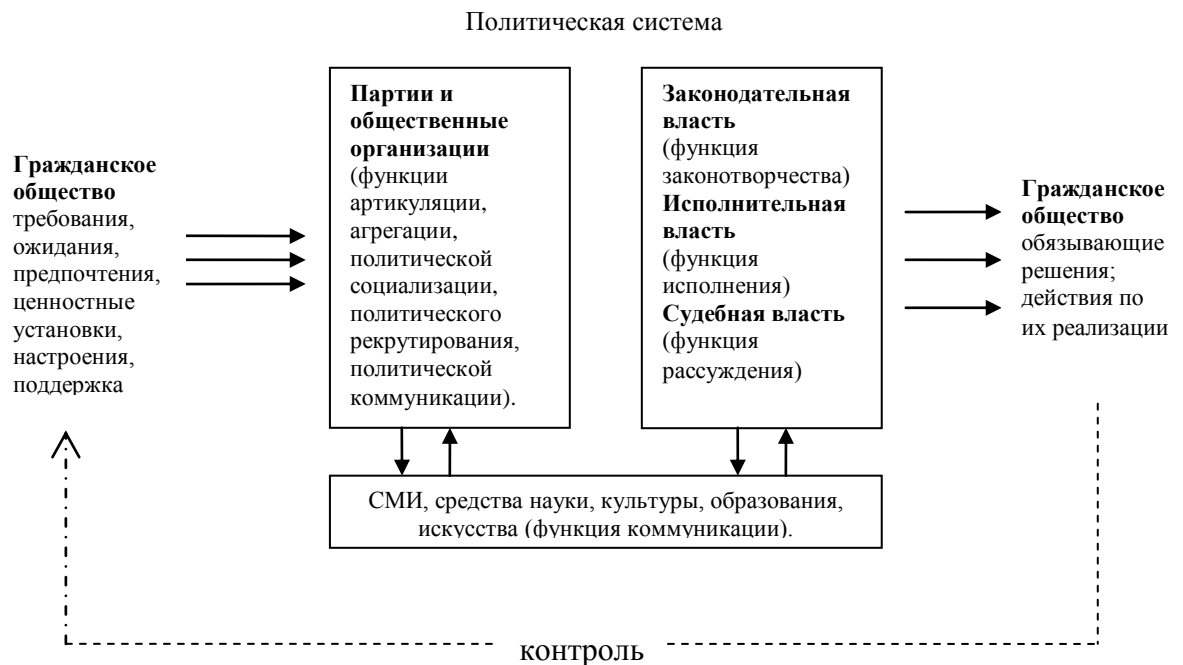 Политическая система
Гражданское
общество
требования,
ожидания,
предпочтения,
ценностные
установки,
настроения,
поддержка
Партии и
общественные
организации
(функции
артикуляции,
агрегации,
политической
социализации,
политического
рекрутирования,
политической
коммуникации).
Законодательная
власть
(функция
законотворчества)
Исполнительная
власть
(функция
исполнения)
Судебная власть
(функция
рассуждения)
Гражданское
общество
обязывающие
решения;
действия по
их реализации
СМИ, средства науки, культуры, образования,
искусства (функция коммуникации).
контроль